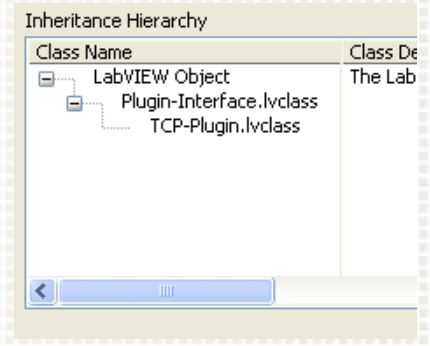 Inheritance Hierarchy
Class Name Class De
LabVIEW Object The Lab
Plugin-Interface.lvclass
TCP-Plugin.lvclass